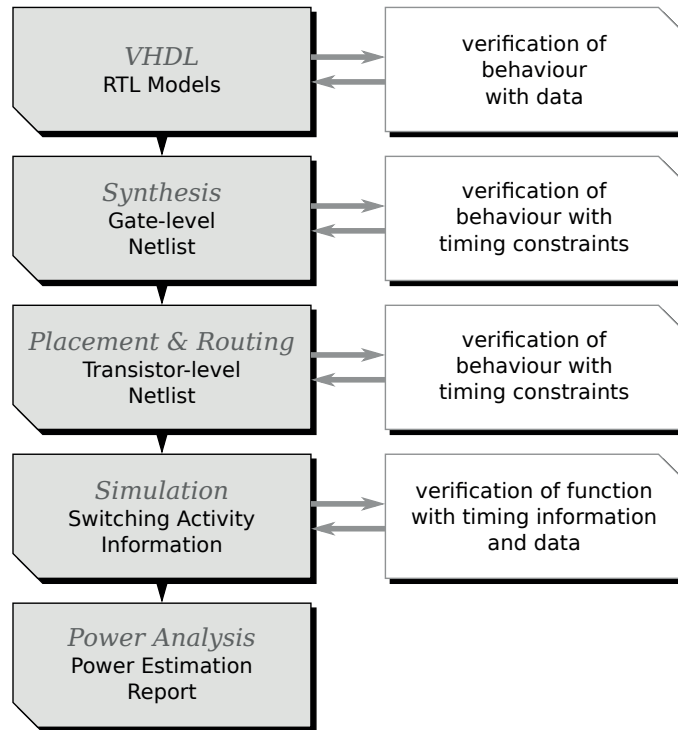 VHDL
RTL Models
verification of
behaviour
with data
Synthesis
Gate-level
Netlist
verification of
behaviour with
timing constraints
Placement & Routing
Transistor-level
Netlist
verification of
behaviour with
timing constraints
Simulation
Switching Activity
Information
verification of function
with timing information
and data
Power Analysis
Power Estimation
Report